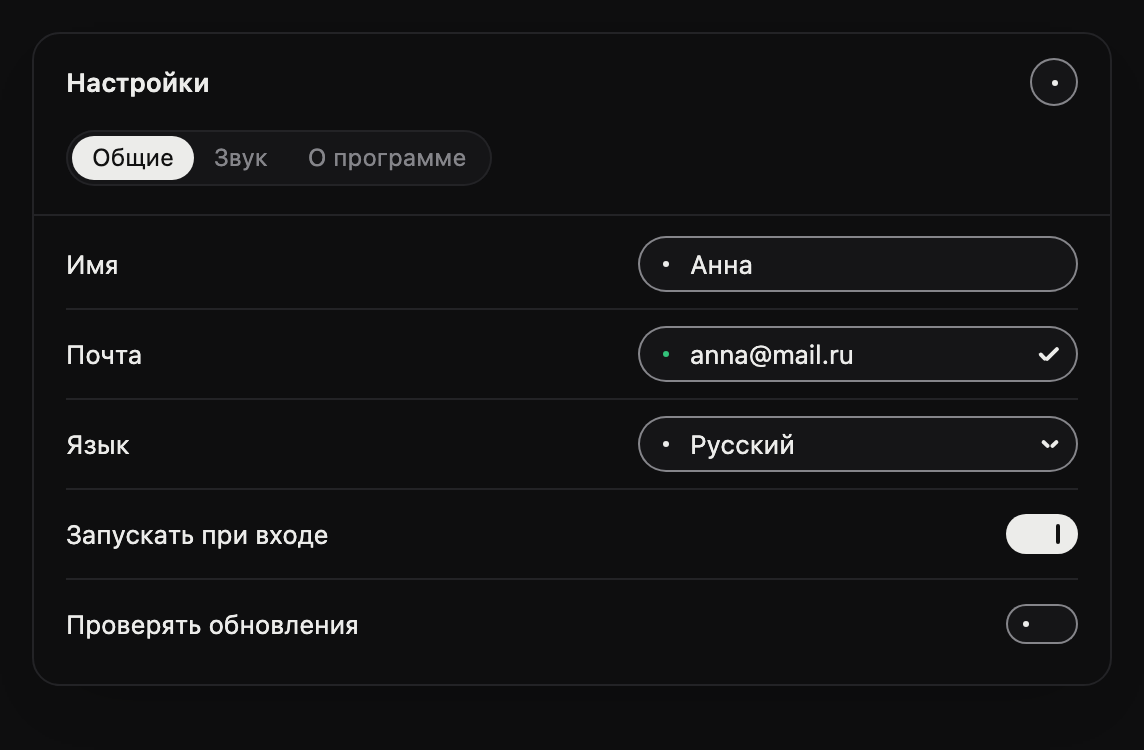 Настройки
Общие Звук О программе
Имя Анна
Почта anna@mail.ru
Язык Русский
Запускать при входе
Проверять обновления